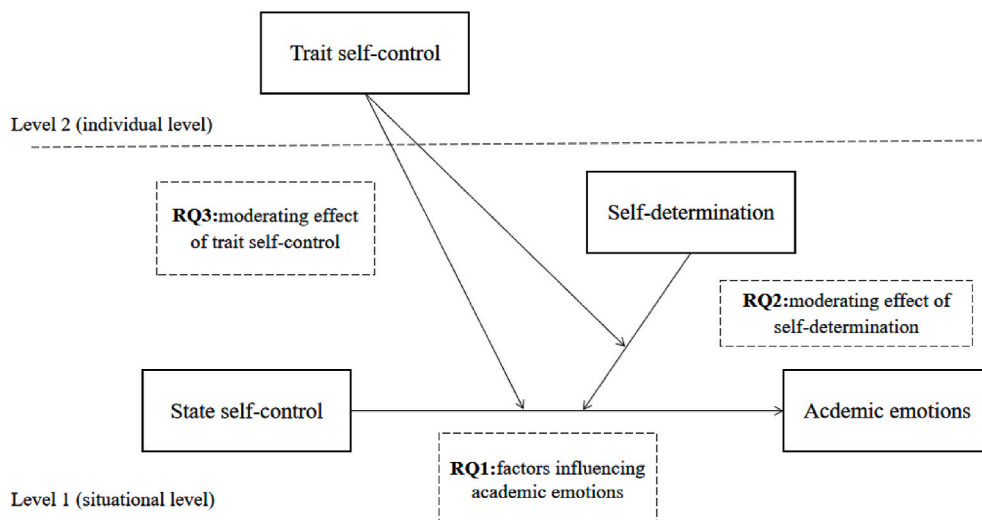 Trait self-control
Level 2 (individual level)
RQ3:moderating effect
of trait self-control
Self-determination
RQ2:moderating effect of
self-determination
State self-control
Acdemic emotions
RQ1:factors influencing
academic emotions
Level 1 (situational level)